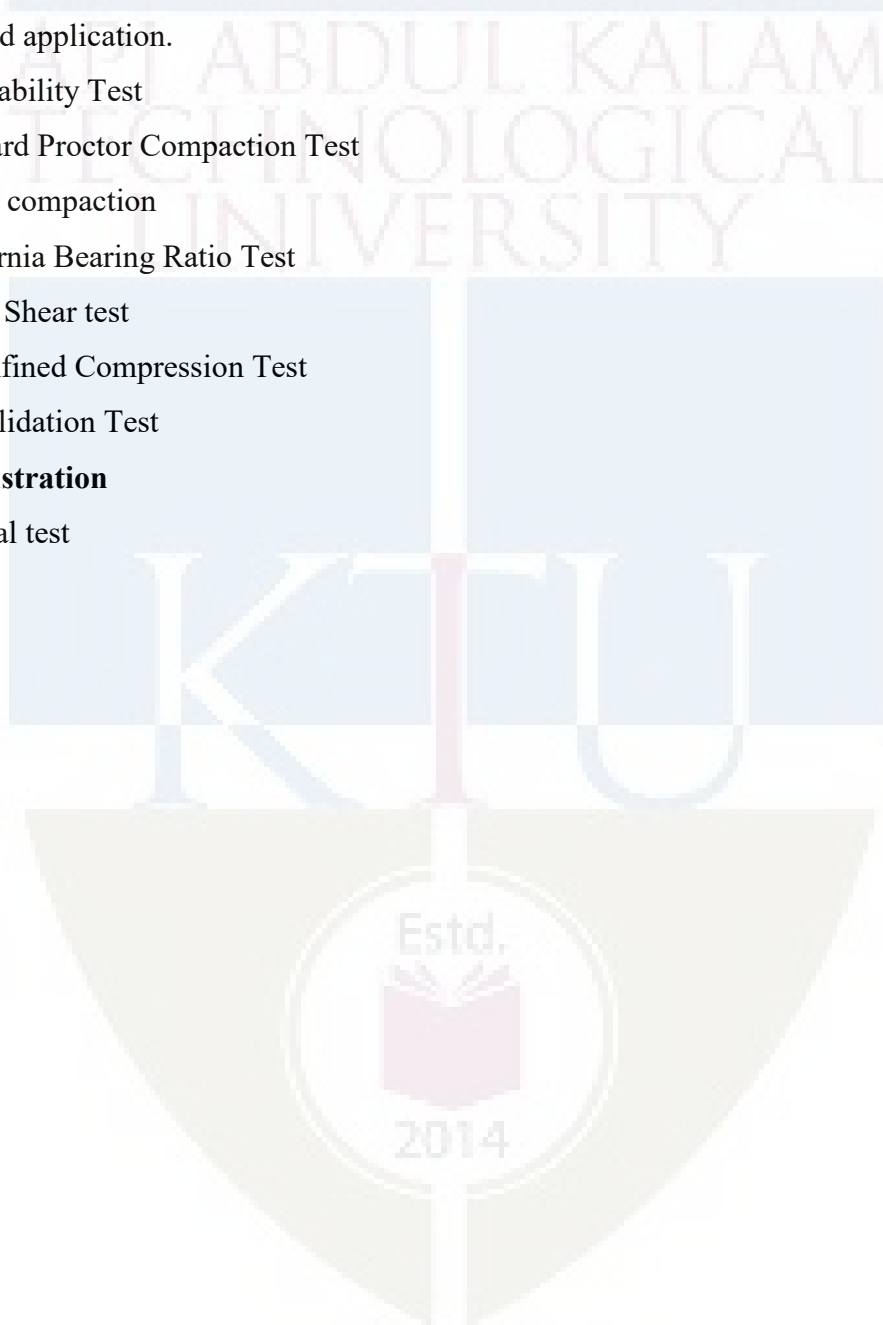 d application.
API ABDUL KALAM
ability Test
TECHNOLOGICAL
ard Proctor Compaction Test
compaction
UNIVERSITY
rnia Bearing Ratio Test
Shear test
fined Compression Test
lidation Test
stration
al test
KTU
Estd.
2014